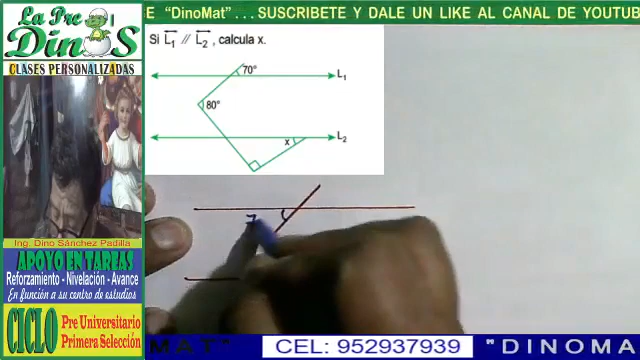 La Pre
DinoS
CLASES PERSONALIZADAS
E “DinoMat”. . . SUSCRIBETE Y DALE UN LIKE AL CANAL DE YOUTUB
Si L₁ // L₂ , calcula x.
70°
L₁
80°
L₂
x
7
Ing. Dino Sánchez Padilla
APOYO EN TAREAS
Reforzamiento - Nivelación - Avance
En función a su centro de estudios
CICLO Pre Universitario
Primera Selección
MAT"
CEL: 952937939
"DINOMA